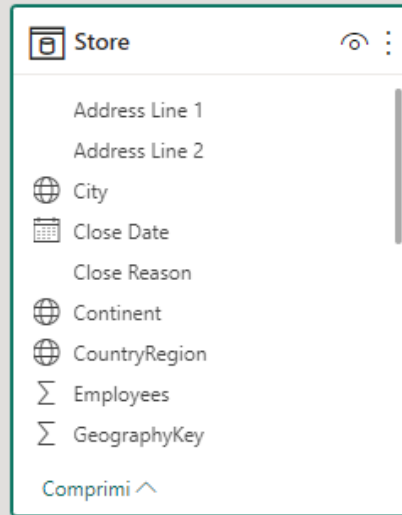 Store
Address Line 1
Address Line 2
City
Close Date
Close Reason
Continent
CountryRegion
Employees
GeographyKey
Comprimi